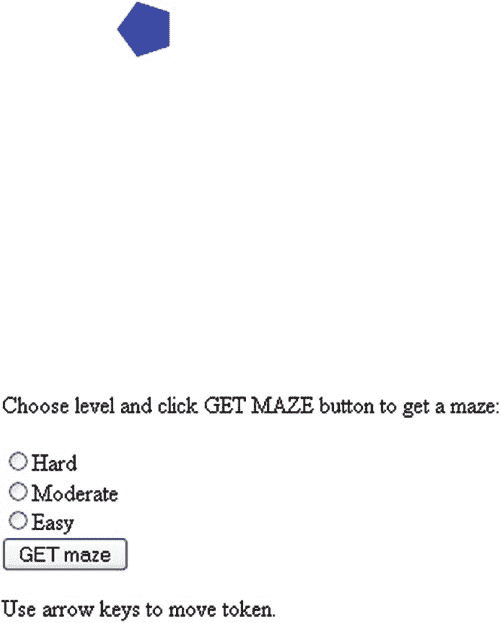 Choose level and click GET MAZE button to get a maze:
Hard
Moderate
Easy
GET maze
Use arrow keys to move token.